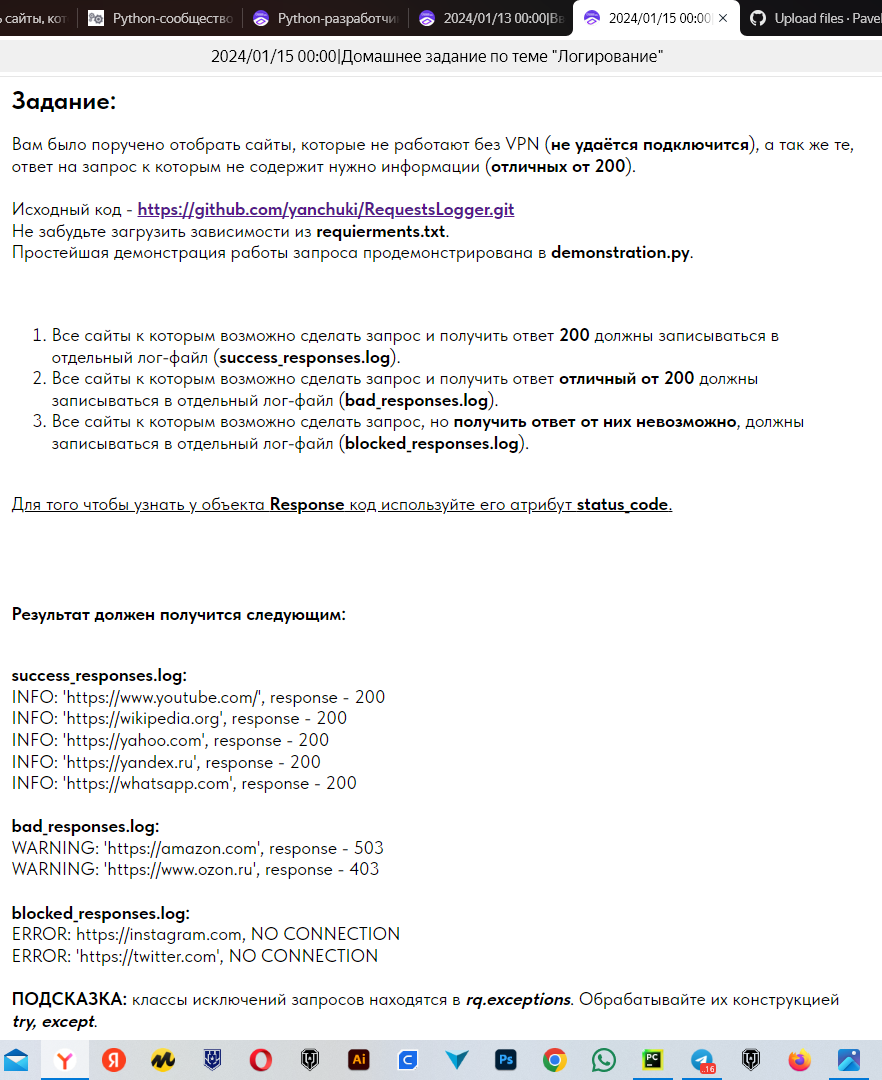 ь сайты, кот
Python-сообщество
Python-разработчи
2024/01/13 00:00|Вв
2024/01/15 00:00|
Upload files · Pavel
2024/01/15 00:00|Домашнее задание по теме "Логирование"
Задание:
Вам было поручено отобрать сайты, которые не работают без VPN (не удаётся подключится), а так же те,
ответ на запрос к которым не содержит нужно информации (отличных от 200).
Исходный код - https://github.com/yanchuki/RequestsLogger.git
Не забудьте загрузить зависимости из requierments.txt.
Простейшая демонстрация работы запроса продемонстрирована в demonstration.py.
1. Все сайты к которым возможно сделать запрос и получить ответ 200 должны записываться в
отдельный лог-файл (success_responses.log).
2. Все сайты к которым возможно сделать запрос и получить ответ отличный от 200 должны
записываться в отдельный лог-файл (bad_responses.log).
3. Все сайты к которым возможно сделать запрос, но получить ответ от них невозможно, должны
записываться в отдельный лог-файл (blocked_responses.log).
Для того чтобы узнать у объекта Response код используйте его атрибут status_code.
Результат должен получится следующим:
success_responses.log:
INFO: 'https://www.youtube.com/', response - 200
INFO: 'https://wikipedia.org', response - 200
INFO: 'https://yahoo.com', response - 200
INFO: 'https://yandex.ru', response - 200
INFO: 'https://whatsapp.com', response - 200
bad_responses.log:
WARNING: 'https://amazon.com', response - 503
WARNING: 'https://www.ozon.ru', response - 403
blocked_responses.log:
ERROR: https://instagram.com, NO CONNECTION
ERROR: 'https://twitter.com', NO CONNECTION
ПОДСКАЗКА: классы исключений запросов находятся в rq.exceptions. Обрабатывайте их конструкцией
try, except.
Я
Ai
C
Ps
PC
..16